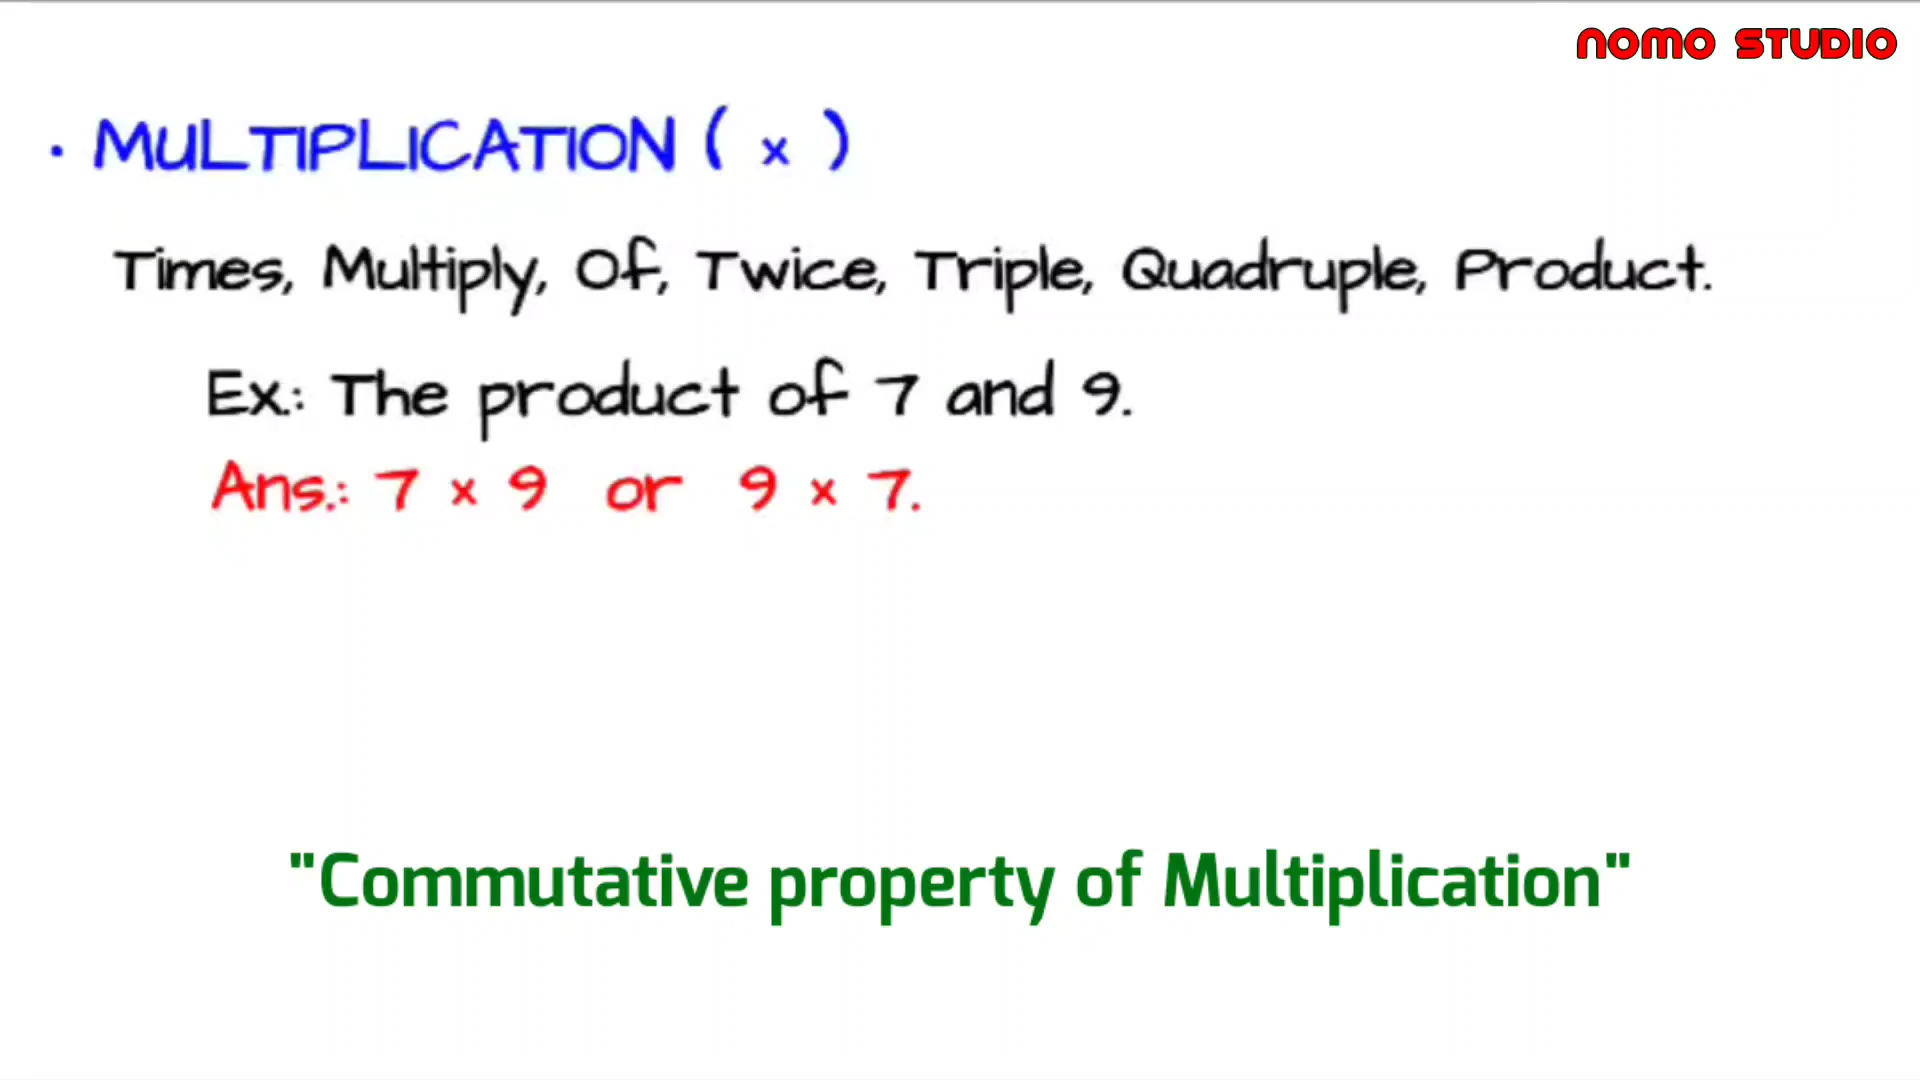 NOMO STUDIO
• MULTIPLICATION ( × )
Times, Multiply, Of, Twice, Triple, Quadruple, Product.
Ex.: The product of 7 and 9.
Ans.: 7 × 9 or 9 × 7.
"Commutative property of Multiplication"